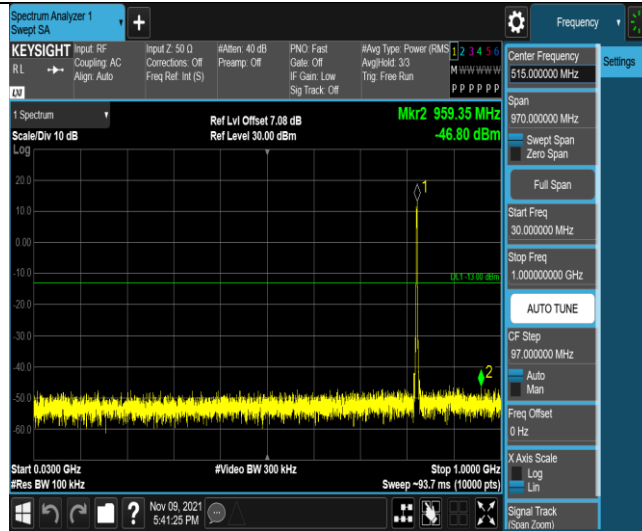 Spectrum Analyzer 1
Swept SA
Frequency
KEYSIGHT
RL
LXI
Input: RF
Coupling: AC
Align: Auto
Input Z: 50 Ω
Corrections: Off
Freq Ref: Int (S)
#Atten: 40 dB
Preamp: Off
PNO: Fast
Gate: Off
IF Gain: Low
Sig Track: Off
#Avg Type: Power (RMS
Avg|Hold: 3/3
Trig: Free Run
1 2 3 4 5 6
M W W W W W
P P P P P P
1 Spectrum
Scale/Div 10 dB
Log
Ref Lvl Offset 7.08 dB
Ref Level 30.00 dBm
Mkr2 959.35 MHz
-46.80 dBm
1
20.0
10.0
0.00
-10.0
DL1 -13.00 dBm
-20.0
-30.0
-40.0
2
-50.0
-60.0
Start 0.0300 GHz
#Res BW 100 kHz
#Video BW 300 kHz
Stop 1.0000 GHz
Sweep ~93.7 ms (10000 pts)
Nov 09, 2021
5:41:25 PM
Center Frequency
515.000000 MHz
Settings
Span
970.000000 MHz
Swept Span
Zero Span
Full Span
Start Freq
30.000000 MHz
Stop Freq
1.000000000 GHz
AUTO TUNE
CF Step
97.000000 MHz
Auto
Man
Freq Offset
0 Hz
X Axis Scale
Log
Lin
Signal Track
(Span Zoom)